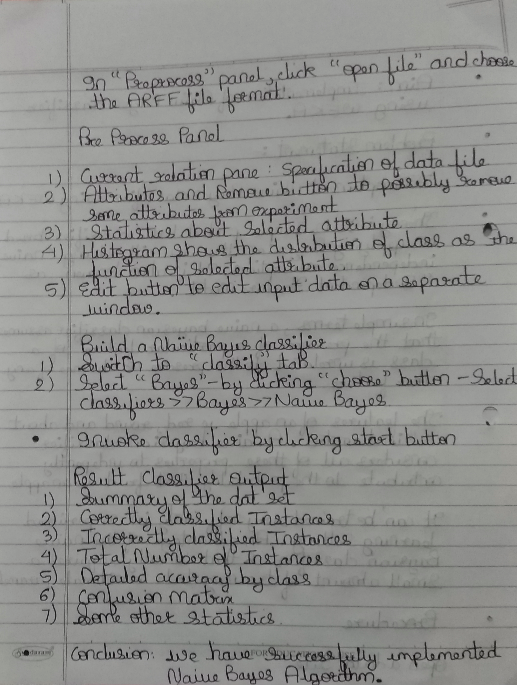 In "Preprocess" panel, click "open file" and choose
the ARFF file format.
Pre Process Panel
1) Current relation pane: Specification of data file
2) Attributes and Remove button to possibly remove
some attributes from experiment
3) Statistics about selected attribute
4) Histogram shows the distribution of class as the
function of selected attribute.
5) Edit button to edit input data on a separate
window.
Build a Naïve Bayes classifier
1) Switch to "classify" tab
2) Select "Bayes" - by clicking "choose" button - Select
classifiers >> Bayes >> Naive Bayes
• Invoke classifier by clicking start button
Result Classifier Output
1) Summary of the dat set
2) Correctly classified Instances
3) Incorrectly classified Instances
4) Total Number of Instances
5) Detailed accuracy by class
6) Confusion matrix
7) Some other statistics.
Conclusion: We have successfully implemented
Naive Bayes Algorithm.